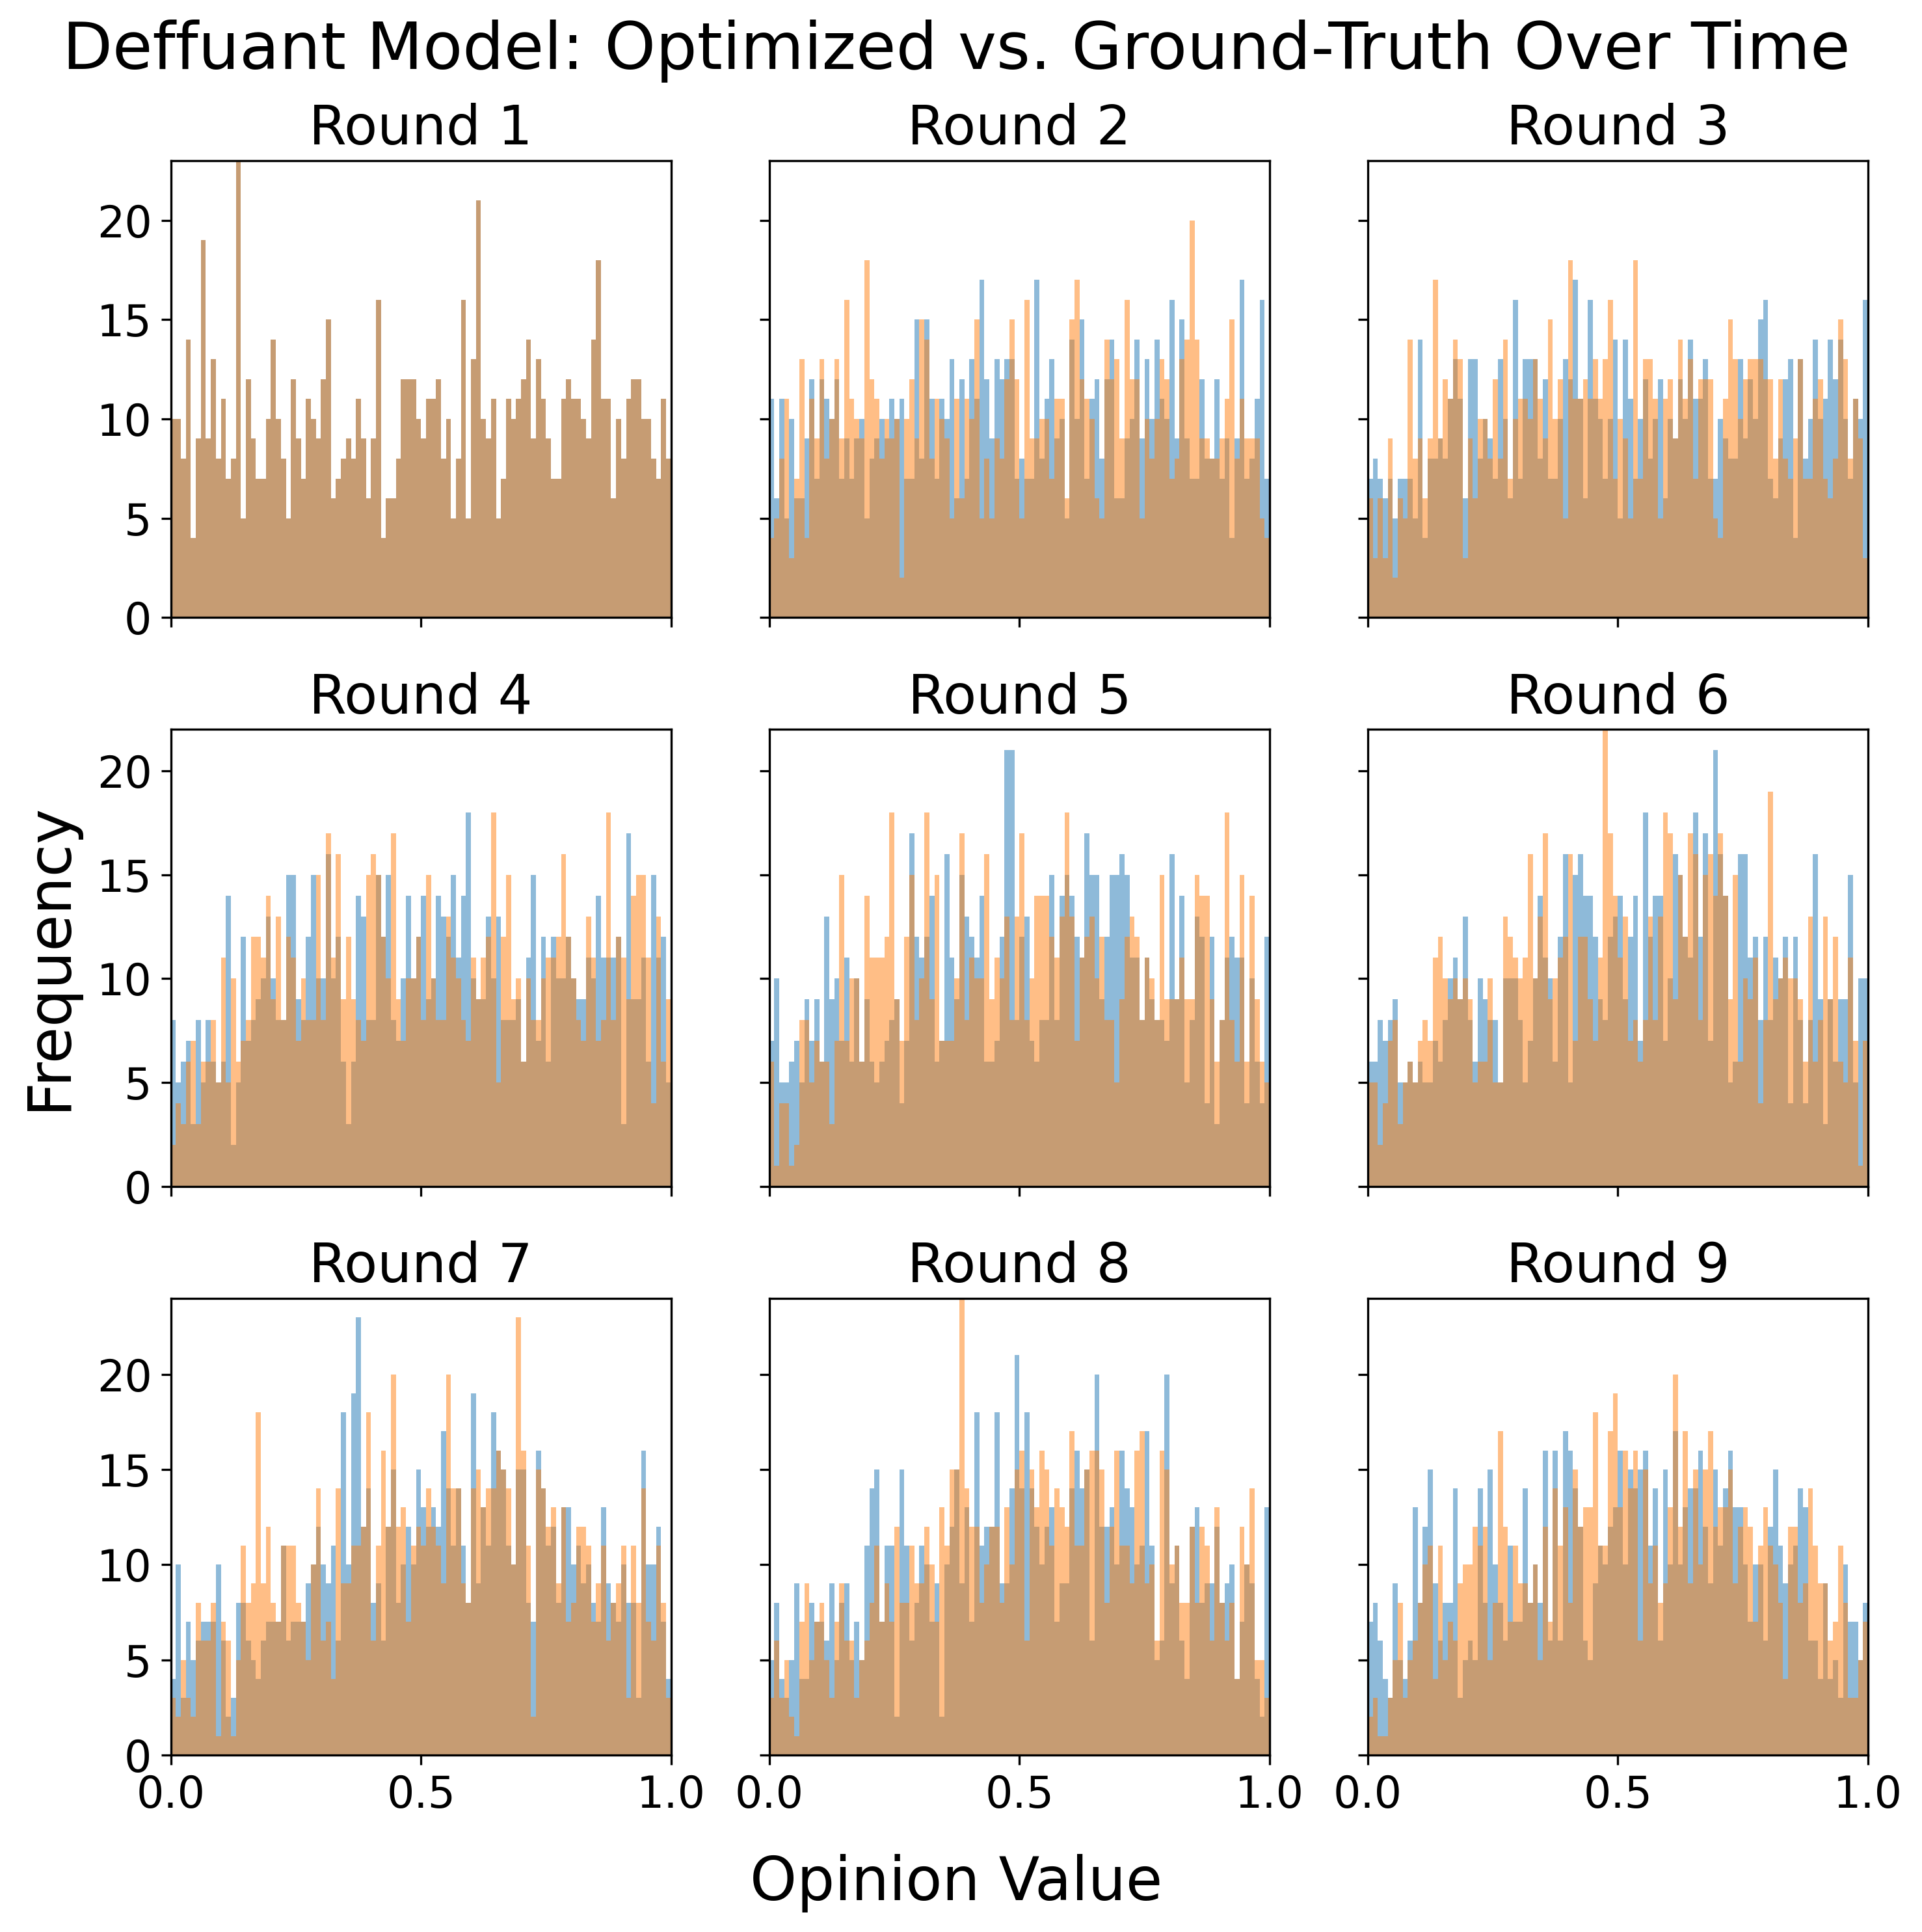 Deffuant Model: Optimized vs. Ground-Truth Over Time
Round 1
Round 2
Round 3
20
15
10
5
0
Round 4
Round 5
Round 6
20
15
10
5
0
Frequency
Round 7
Round 8
Round 9
20
15
10
5
0
0.0 0.5 1.0
0.0 0.5 1.0
0.0 0.5 1.0
Opinion Value